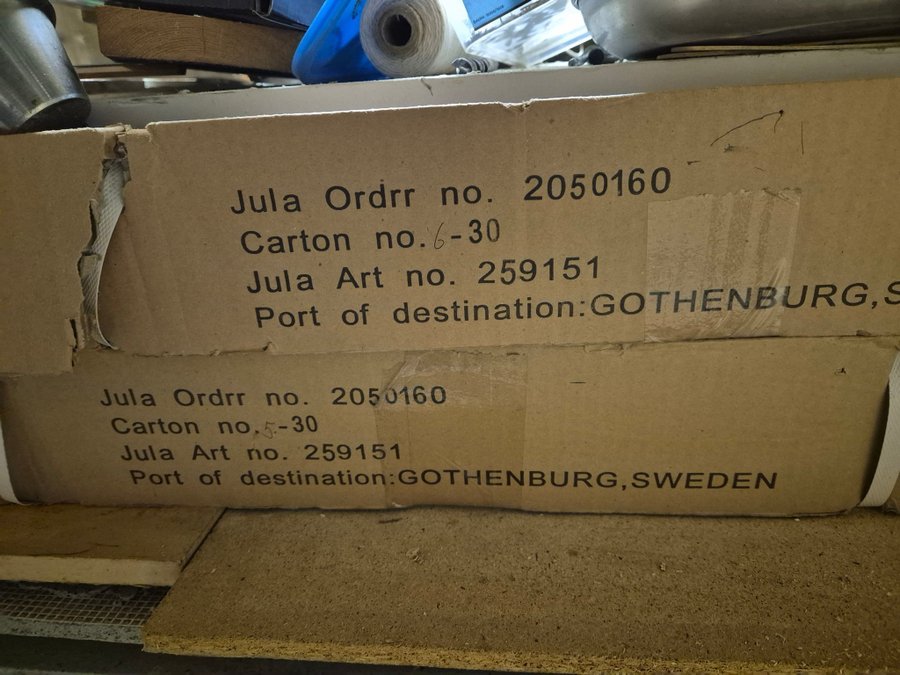 Jula Ordrr no. 2050160
Carton no.6-30
Jula Art no. 259151
Port of destination:GOTHENBURG,S
Jula Ordrr no. 2050160
Carton no.5-30
Jula Art no. 259151
Port of destination:GOTHENBURG,SWEDEN